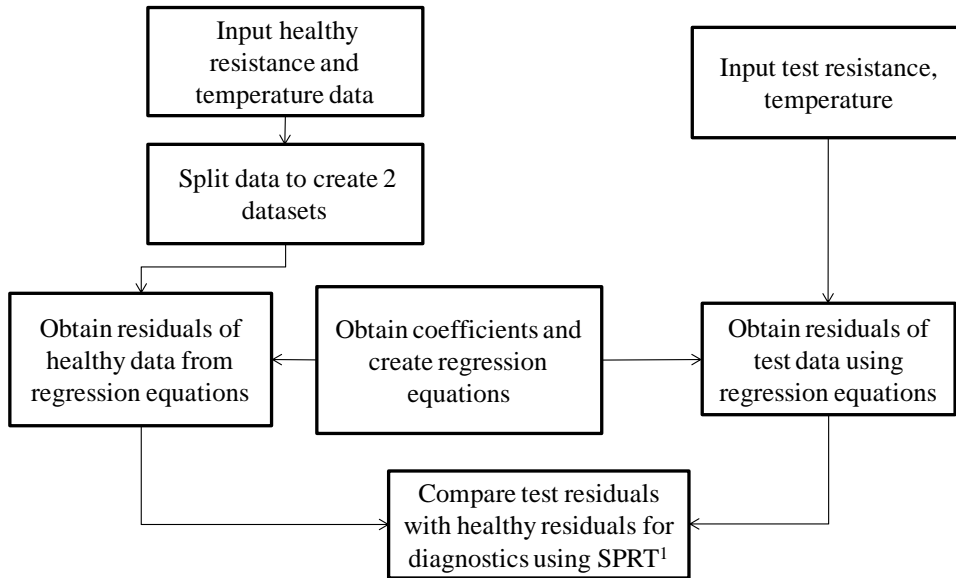 Input healthy
resistance and
temperature data
Input test resistance,
temperature
Split data to create 2
datasets
Obtain residuals of
healthy data from
regression equations
Obtain coefficients and
create regression
equations
Obtain residuals of
test data using
regression equations
Compare test residuals
with healthy residuals for
diagnostics using SPRT¹